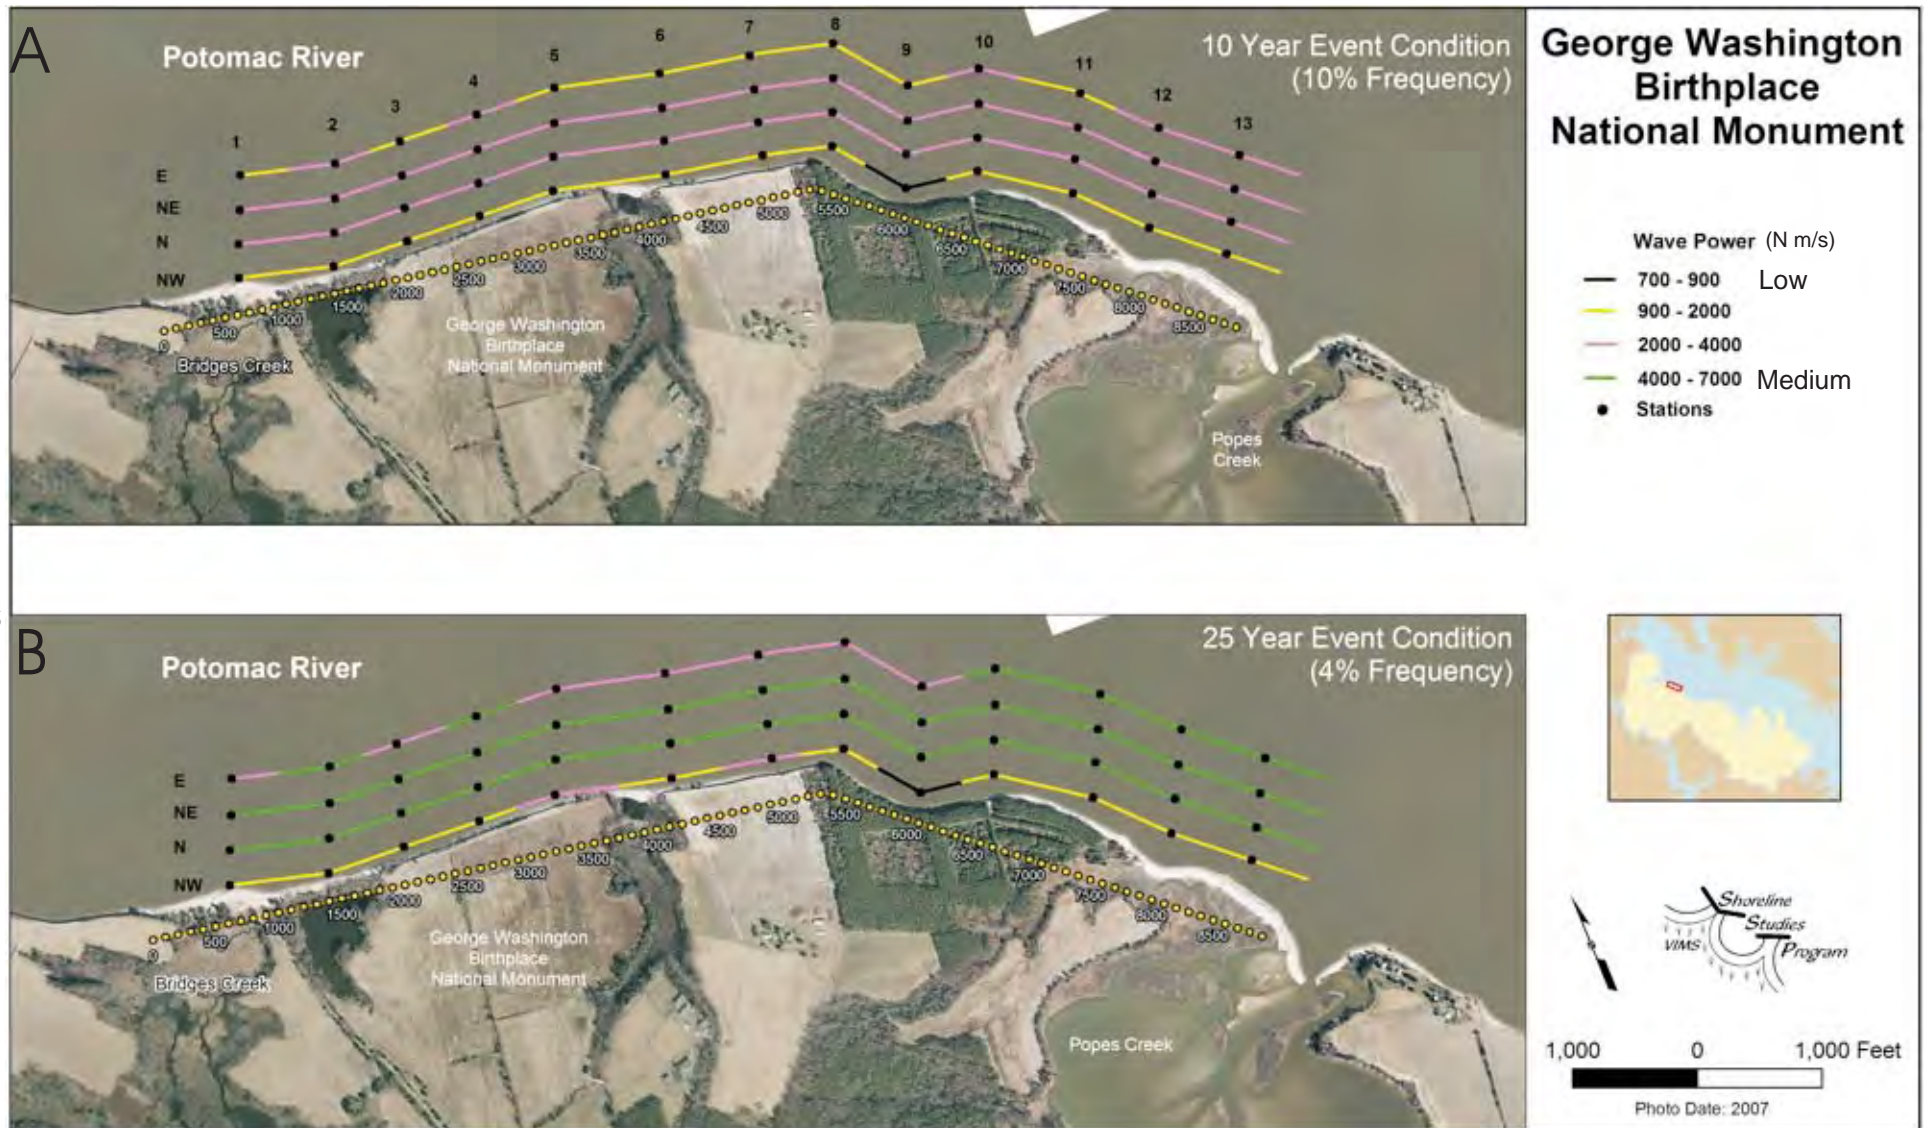 A
Potomac River
10 Year Event Condition
(10% Frequency)
1
2
3
4
5
6
7
8
9
10
11
12
13
E
NE
N
NW
0
500
1000
1500
2000
2500
3000
3500
4000
4500
5000
5500
6000
6500
7000
7500
8000
8500
Bridges Creek
George Washington
Birthplace
National Monument
Popes
Creek
George Washington
Birthplace
National Monument
Wave Power (N m/s)
700 - 900 Low
900 - 2000
2000 - 4000
4000 - 7000 Medium
Stations
B
Potomac River
25 Year Event Condition
(4% Frequency)
E
NE
N
NW
0
500
1000
1500
2000
2500
3000
3500
4000
4500
5000
5500
6000
6500
7000
7500
8000
8500
Bridges Creek
George Washington
Birthplace
National Monument
Popes Creek
Shoreline
Studies
Program
VIMS
1,000 0 1,000 Feet
Photo Date: 2007